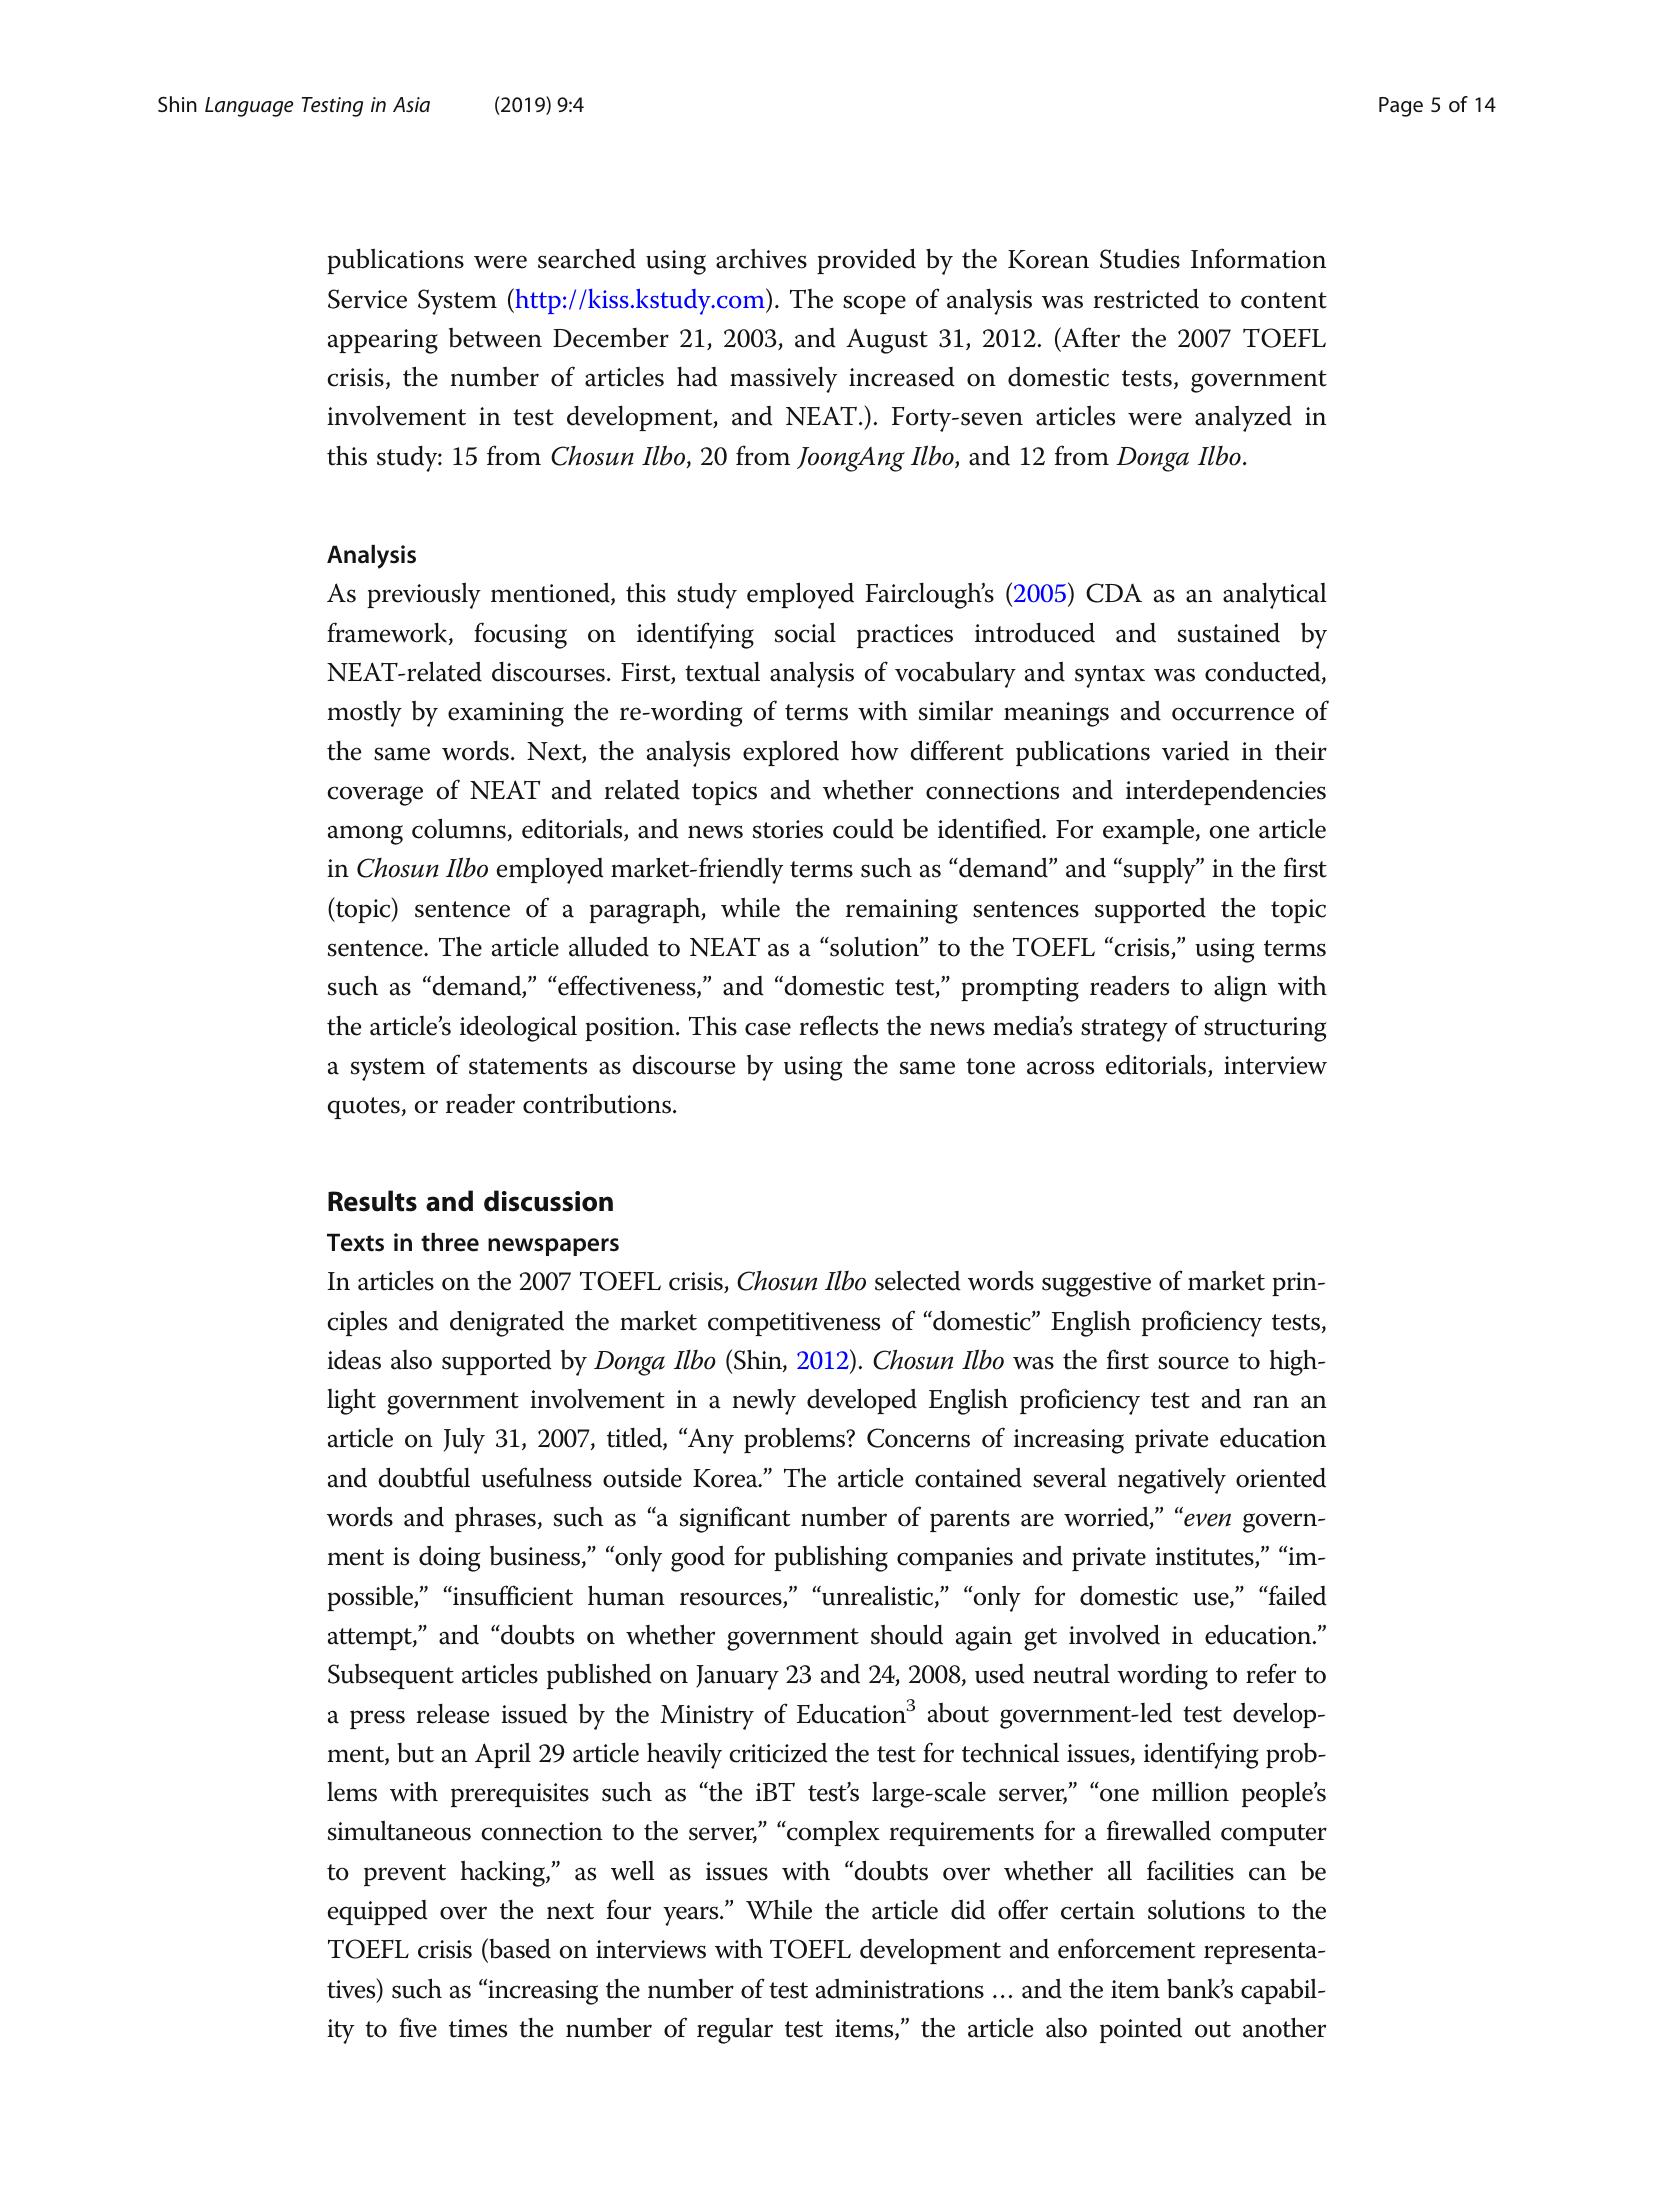 Shin Language Testing in Asia (2019) 9:4 Page 5 of 14
publications were searched using archives provided by the Korean Studies Information
Service System (http://kiss.kstudy.com). The scope of analysis was restricted to content
appearing between December 21, 2003, and August 31, 2012. (After the 2007 TOEFL
crisis, the number of articles had massively increased on domestic tests, government
involvement in test development, and NEAT.). Forty-seven articles were analyzed in
this study: 15 from Chosun Ilbo, 20 from JoongAng Ilbo, and 12 from Donga Ilbo.
Analysis
As previously mentioned, this study employed Fairclough’s (2005) CDA as an analytical
framework, focusing on identifying social practices introduced and sustained by
NEAT-related discourses. First, textual analysis of vocabulary and syntax was conducted,
mostly by examining the re-wording of terms with similar meanings and occurrence of
the same words. Next, the analysis explored how different publications varied in their
coverage of NEAT and related topics and whether connections and interdependencies
among columns, editorials, and news stories could be identified. For example, one article
in Chosun Ilbo employed market-friendly terms such as “demand” and “supply” in the first
(topic) sentence of a paragraph, while the remaining sentences supported the topic
sentence. The article alluded to NEAT as a “solution” to the TOEFL “crisis,” using terms
such as “demand,” “effectiveness,” and “domestic test,” prompting readers to align with
the article’s ideological position. This case reflects the news media’s strategy of structuring
a system of statements as discourse by using the same tone across editorials, interview
quotes, or reader contributions.
Results and discussion
Texts in three newspapers
In articles on the 2007 TOEFL crisis, Chosun Ilbo selected words suggestive of market prin-
ciples and denigrated the market competitiveness of “domestic” English proficiency tests,
ideas also supported by Donga Ilbo (Shin, 2012). Chosun Ilbo was the first source to high-
light government involvement in a newly developed English proficiency test and ran an
article on July 31, 2007, titled, “Any problems? Concerns of increasing private education
and doubtful usefulness outside Korea.” The article contained several negatively oriented
words and phrases, such as “a significant number of parents are worried,” “even govern-
ment is doing business,” “only good for publishing companies and private institutes,” “im-
possible,” “insufficient human resources,” “unrealistic,” “only for domestic use,” “failed
attempt,” and “doubts on whether government should again get involved in education.”
Subsequent articles published on January 23 and 24, 2008, used neutral wording to refer to
a press release issued by the Ministry of Education3 about government-led test develop-
ment, but an April 29 article heavily criticized the test for technical issues, identifying prob-
lems with prerequisites such as “the iBT test’s large-scale server,” “one million people’s
simultaneous connection to the server,” “complex requirements for a firewalled computer
to prevent hacking,” as well as issues with “doubts over whether all facilities can be
equipped over the next four years.” While the article did offer certain solutions to the
TOEFL crisis (based on interviews with TOEFL development and enforcement representa-
tives) such as “increasing the number of test administrations … and the item bank’s capabil-
ity to five times the number of regular test items,” the article also pointed out another